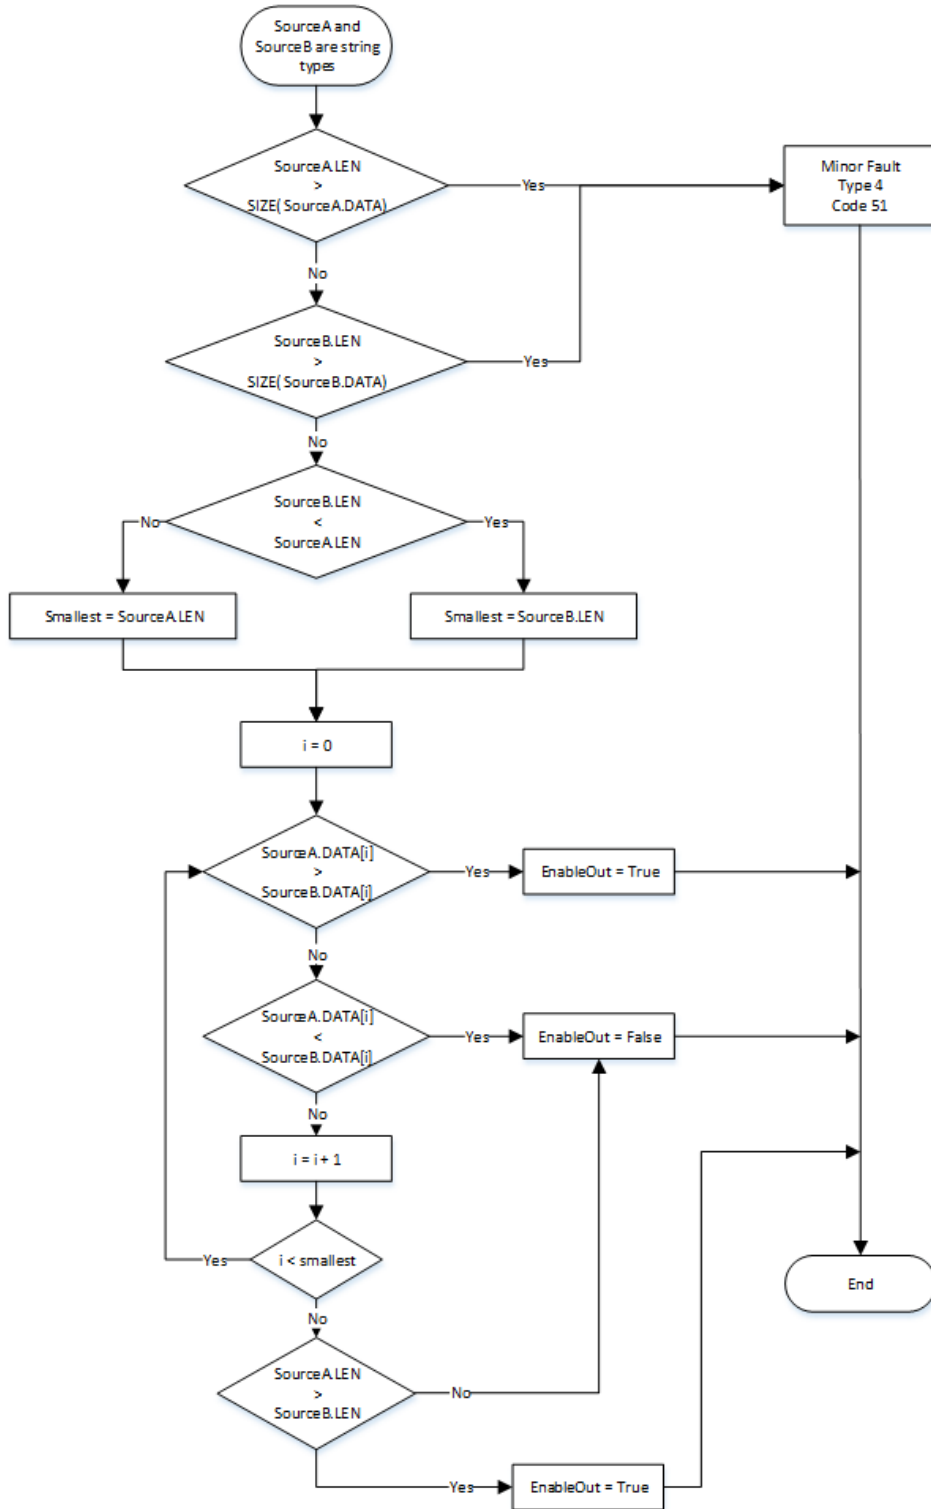 SourceA and
SourceB are string
types
SourceA.LEN
>
SIZE( SourceA.DATA)
Yes
Minor Fault
Type 4
Code 51
No
SourceB.LEN
>
SIZE( SourceB.DATA)
Yes
No
SourceB.LEN
<
SourceA.LEN
No
Yes
Smallest = SourceA.LEN
Smallest = SourceB.LEN
i = 0
SourceA.DATA[i]
>
SourceB.DATA[i]
Yes
EnableOut = True
No
SourceA.DATA[i]
<
SourceB.DATA[i]
Yes
EnableOut = False
No
i = i + 1
i < smallest
Yes
End
No
SourceA.LEN
>
SourceB.LEN
No
Yes
EnableOut = True